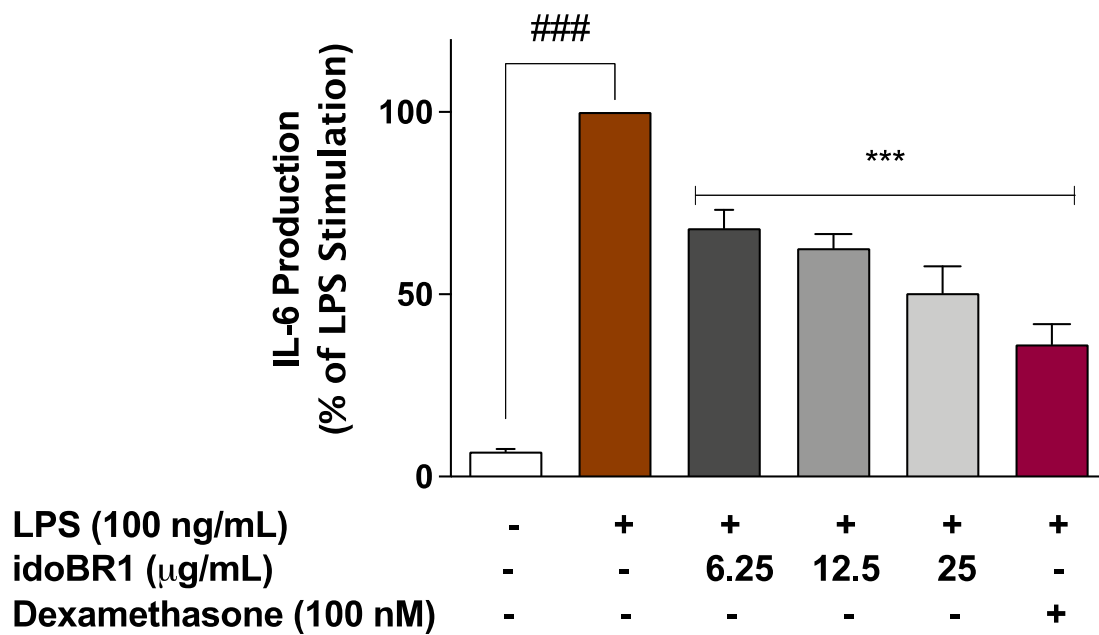 ###
IL-6 Production
(% of LPS Stimulation)
100
50
0
***
LPS (100 ng/mL) - + + + + +
idoBR1 (μg/mL) - - 6.25 12.5 25 -
Dexamethasone (100 nM) - - - - - +